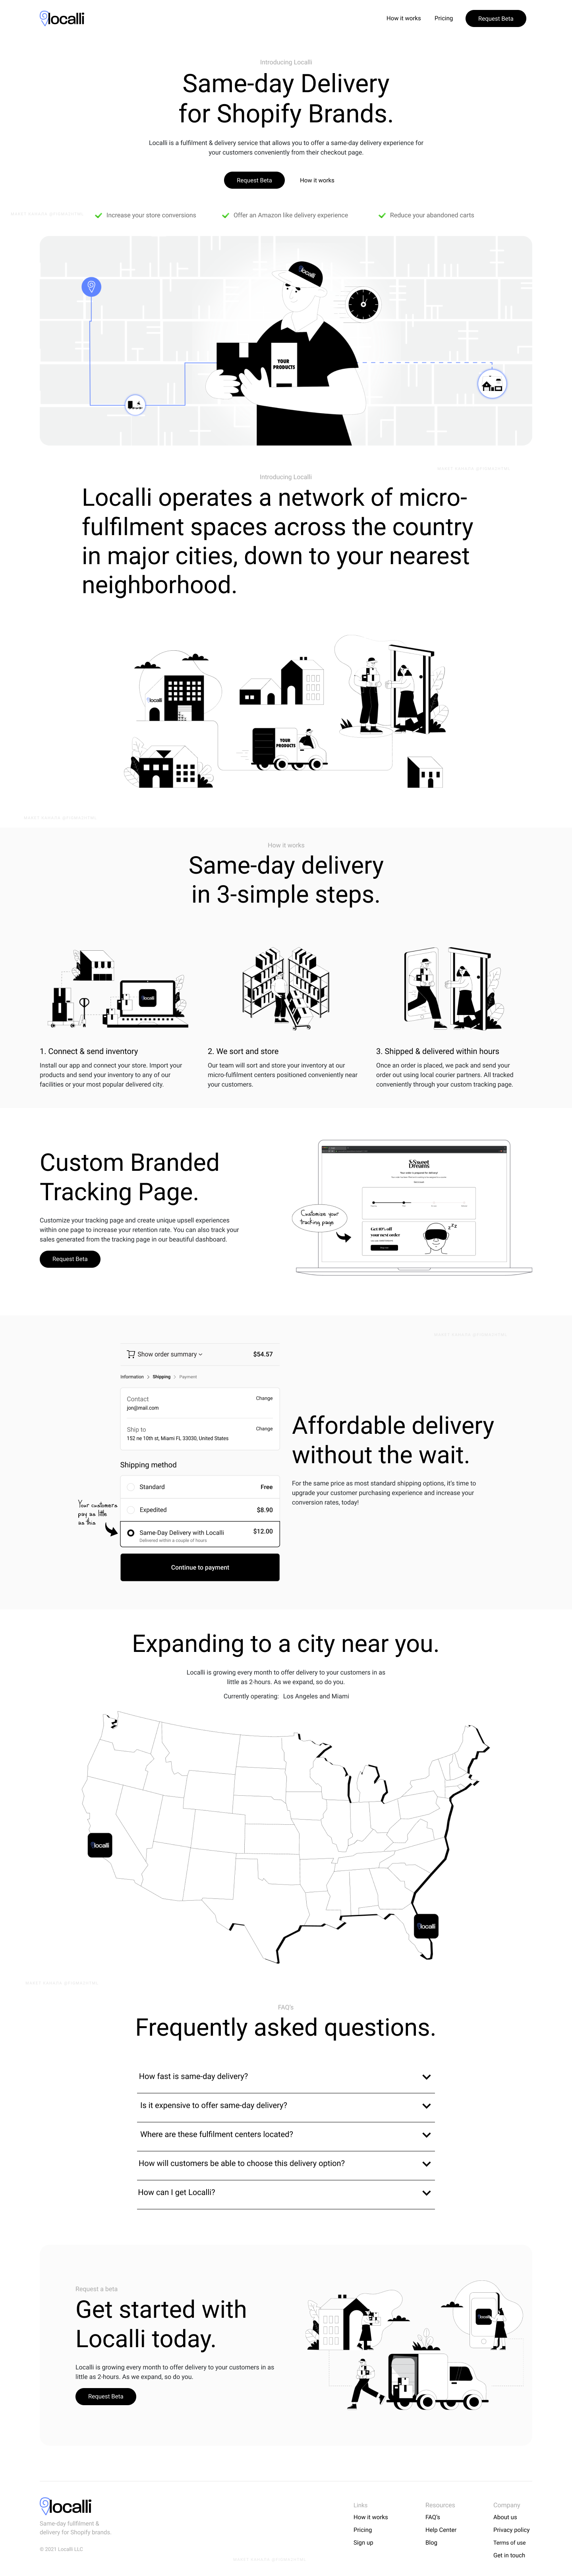 localli
How it works
Pricing
Request Beta
Introducing Localli
Same-day Delivery
for Shopify Brands.
Localli is a fulfilment & delivery service that allows you to offer a same-day delivery experience for
your customers conveniently from their checkout page.
Request Beta
How it works
Increase your store conversions
Offer an Amazon like delivery experience
Reduce your abandoned carts
localli
YOUR
PRODUCTS
Introducing Localli
Localli operates a network of micro-
fulfilment spaces across the country
in major cities, down to your nearest
neighborhood.
localli
YOUR
PRODUCTS
How it works
Same-day delivery
in 3-simple steps.
localli
1. Connect & send inventory
Install our app and connect your store. Import your
products and send your inventory to any of our
facilities or your most popular delivered city.
2. We sort and store
Our team will sort and store your inventory at our
micro-fulfilment centers positioned conveniently near
your customers.
3. Shipped & delivered within hours
Once an order is placed, we pack and send your
order out using local courier partners. All tracked
conveniently through your custom tracking page.
Custom Branded
Tracking Page.
Customize your tracking page and create unique upsell experiences
within one page to increase your retention rate. You can also track your
sales generated from the tracking page in our beautiful dashboard.
Request Beta
Sweet
Dreams
Customize your
tracking page
Get 10% off
your next order
Show order summary
$54.57
Information > Shipping > Payment
Contact
Change
jon@mail.com
Ship to
Change
152 ne 10th st, Miami FL 33030, United States
Shipping method
Standard
Free
Expedited
$8.90
Same-Day Delivery with Localli
$12.00
Delivered within a couple of hours
Your customers
pay as little
as this
Continue to payment
Affordable delivery
without the wait.
For the same price as most standard shipping options, it's time to
upgrade your customer purchasing experience and increase your
conversion rates, today!
Expanding to a city near you.
Localli is growing every month to offer delivery to your customers in as
little as 2-hours. As we expand, so do you.
Currently operating: Los Angeles and Miami
localli
localli
FAQ's
Frequently asked questions.
How fast is same-day delivery?
Is it expensive to offer same-day delivery?
Where are these fulfilment centers located?
How will customers be able to choose this delivery option?
How can I get Localli?
Request a beta
Get started with
Localli today.
Localli is growing every month to offer delivery to your customers in as
little as 2-hours. As we expand, so do you.
Request Beta
localli
localli
Same-day fullfilment &
delivery for Shopify brands
© 2021 Localli LLC
Links
How it works
Pricing
Sign up
Resources
FAQ's
Help Center
Blog
Company
About us
Privacy policy
Terms of use
Get in touch